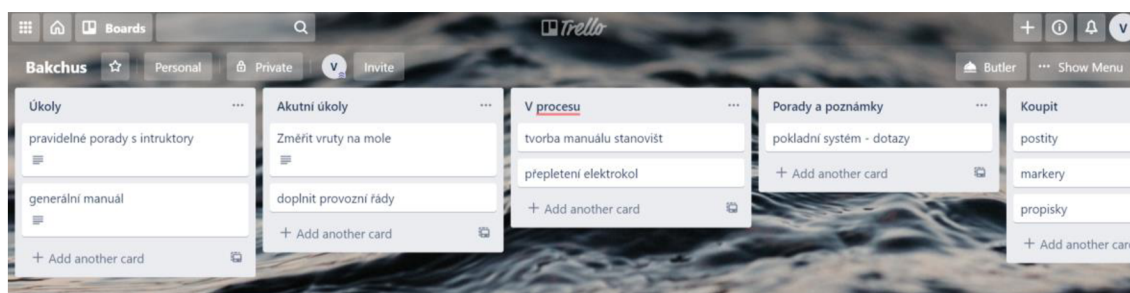 Boards
Trello
V
Bakchus
Personal
Private
V
Invite
Butler
Show Menu
Úkoly
pravidelné porady s intruktory
generální manuál
+ Add another card
Akutní úkoly
Změřit vruty na mole
doplnit provozní řády
+ Add another card
V procesu
tvorba manuálu stanovišt
přepletení elektrokol
+ Add another card
Porady a poznámky
pokladní systém - dotazy
+ Add another card
Koupit
postity
markery
propisky
+ Add another car